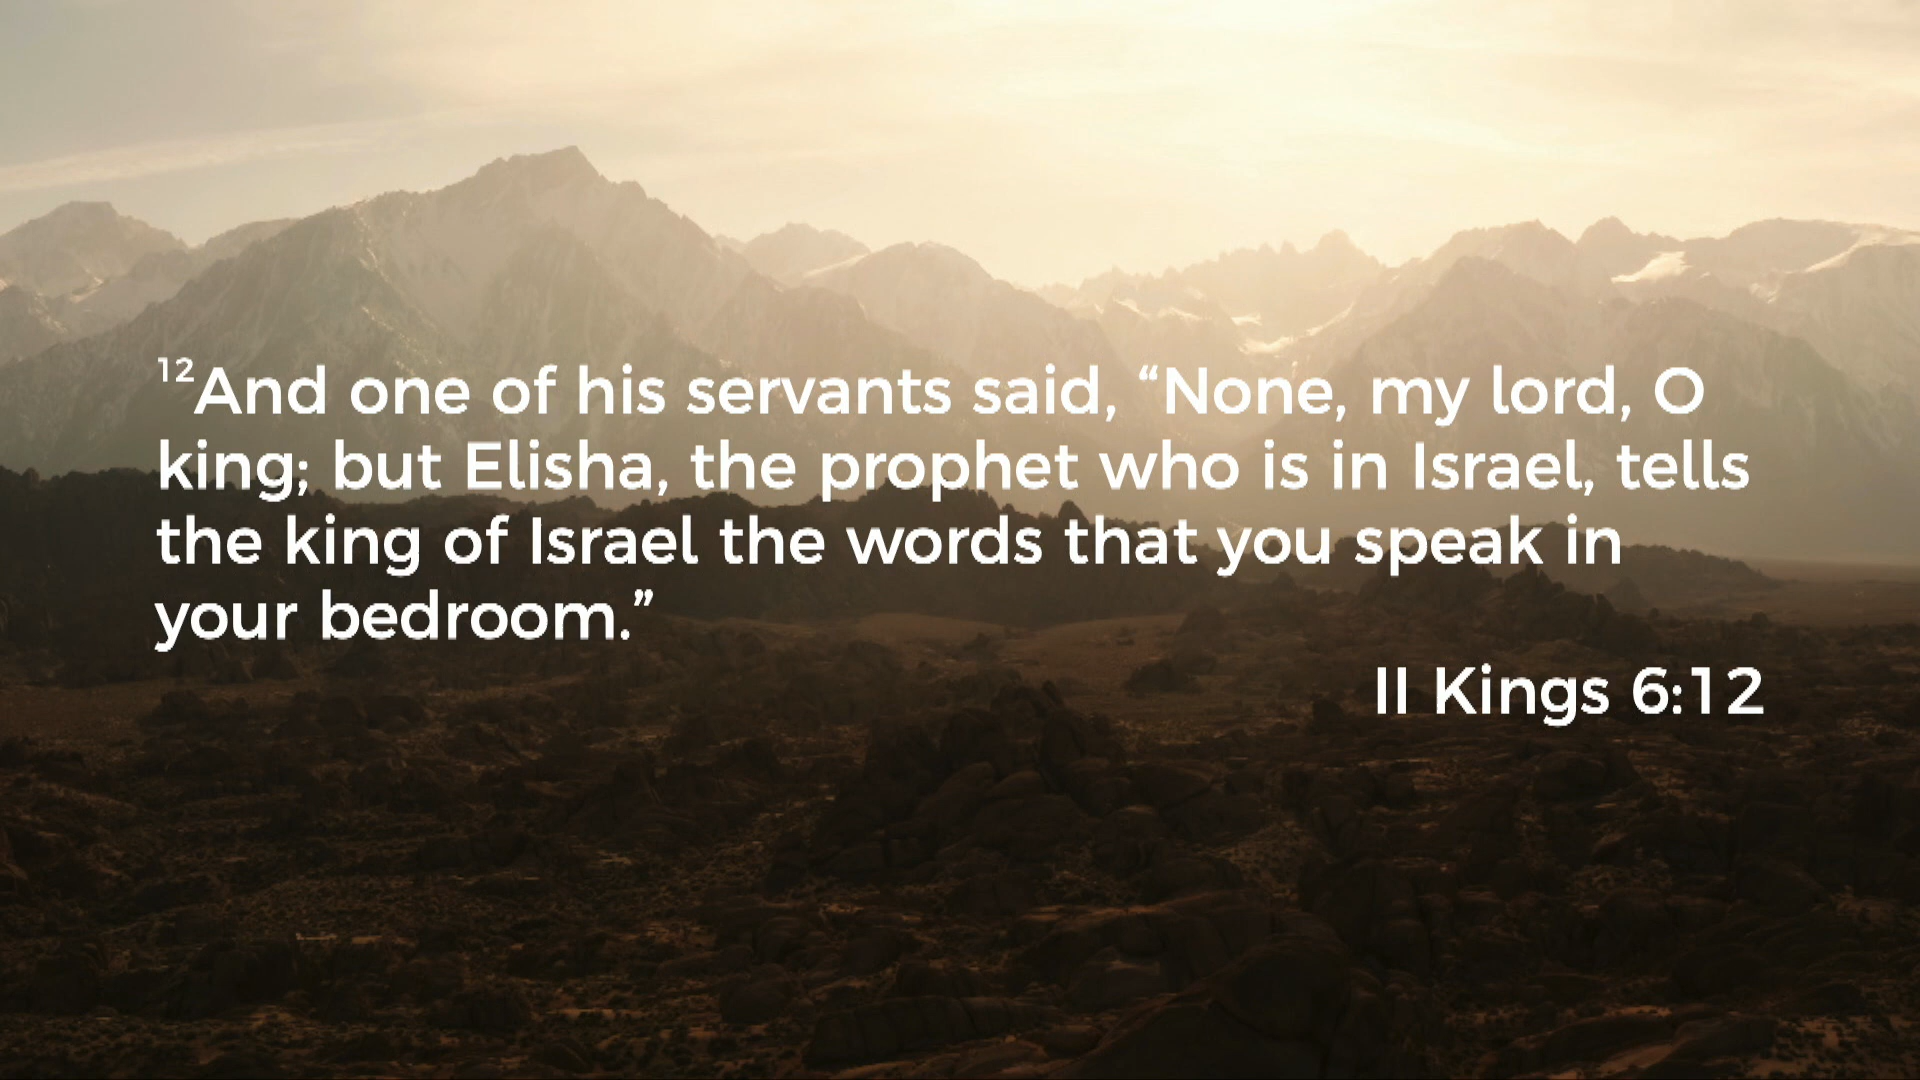 ¹²And one of his servants said, “None, my lord, O
king; but Elisha, the prophet who is in Israel, tells
the king of Israel the words that you speak in
your bedroom.”
II Kings 6:12